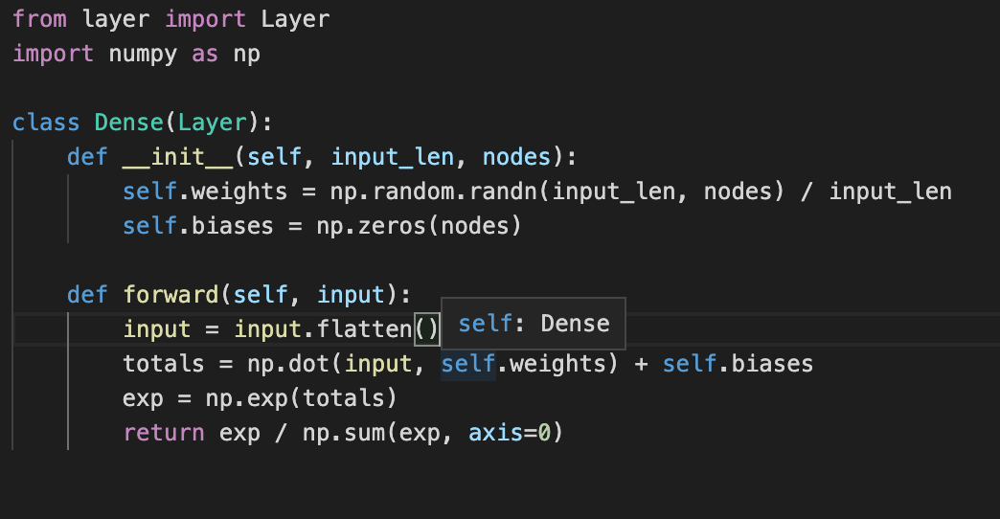 from layer import Layer
import numpy as np
class Dense(Layer):
def __init__(self, input_len, nodes):
self.weights = np.random.randn(input_len, nodes) / input_len
self.biases = np.zeros(nodes)
def forward(self, input):
input = input.flatten()
self: Dense
totals = np.dot(input, self.weights) + self.biases
exp = np.exp(totals)
return exp / np.sum(exp, axis=0)